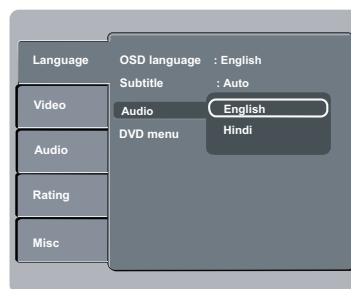 Language
Video
Audio
Rating
Misc
OSD language : English
Subtitle : Auto
Audio
English
Hindi
DVD menu